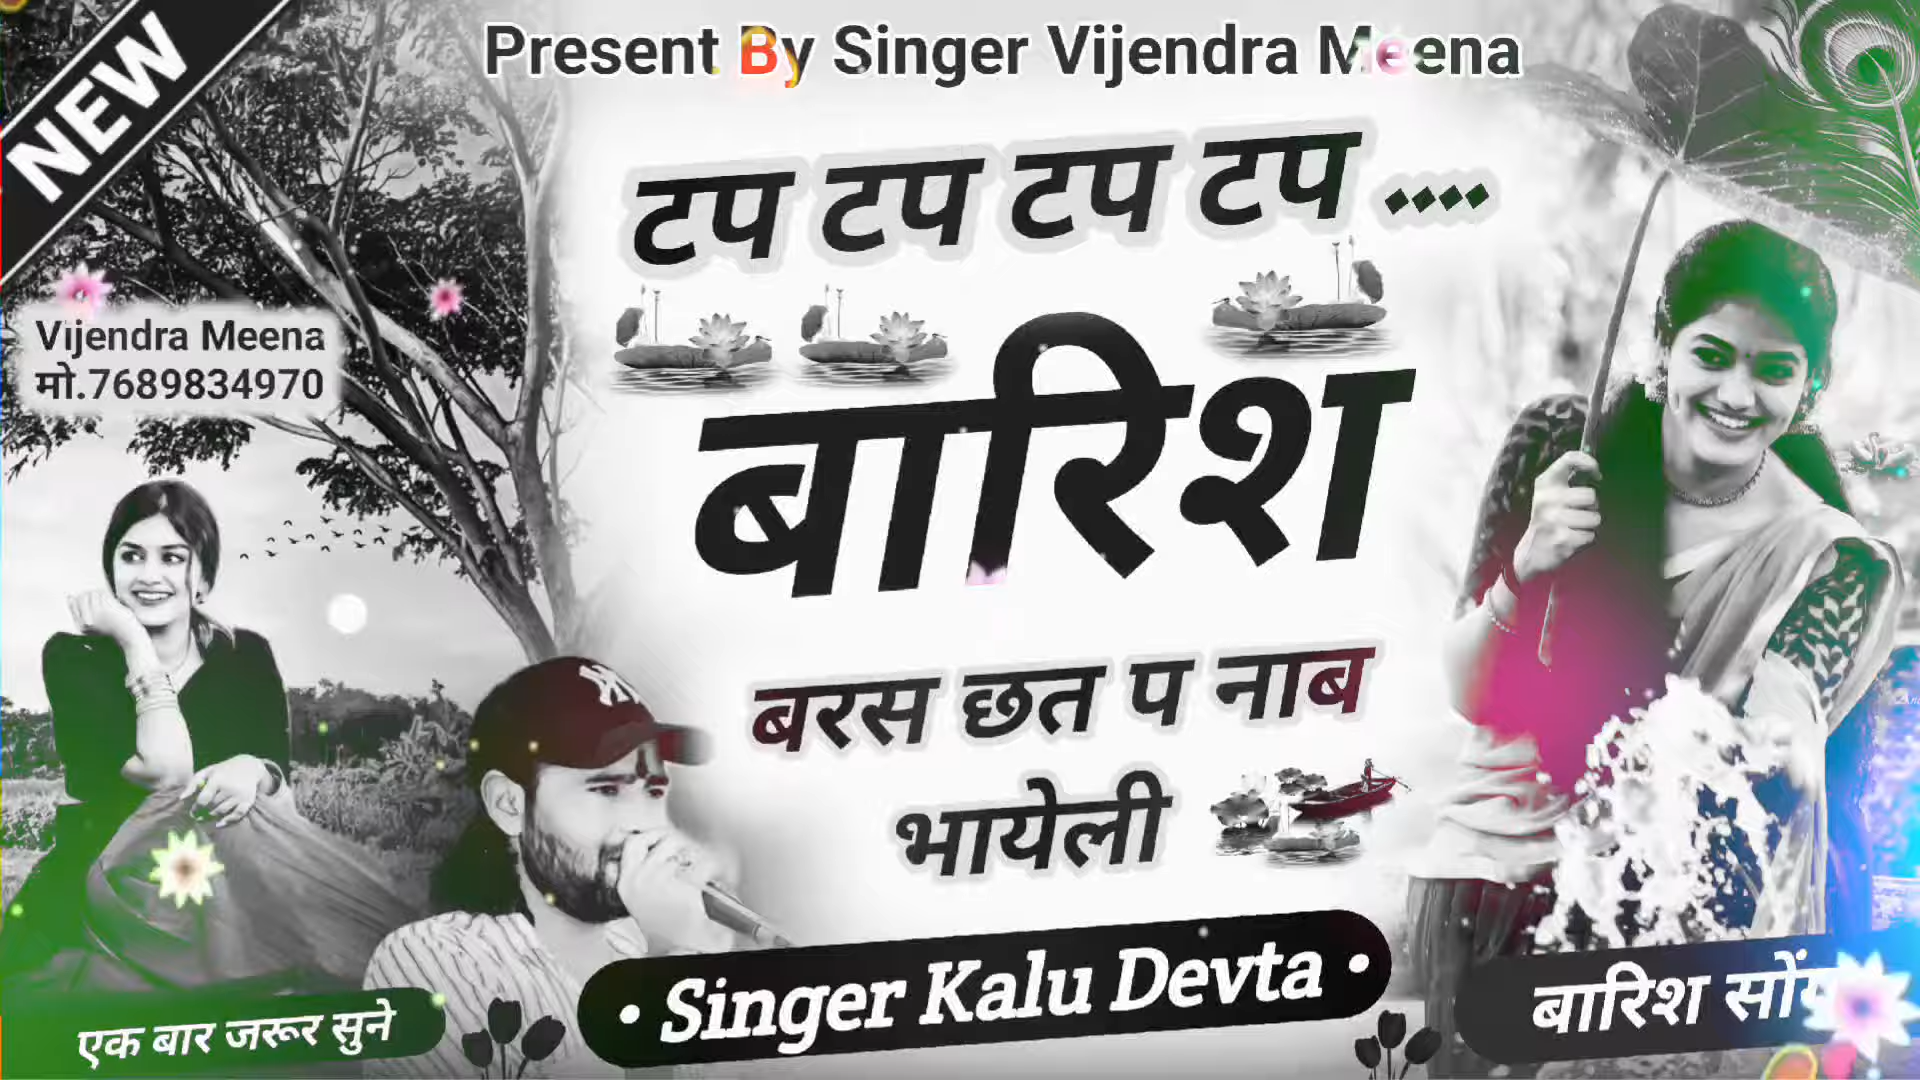 NEW
Present By Singer Vijendra Meena
टप टप टप टप ....
Vijendra Meena
मो.7689834970
बारिश
बरस छत प नाब
भायेली
• Singer Kalu Devta •
एक बार जरूर सुने
बारिश सोंग